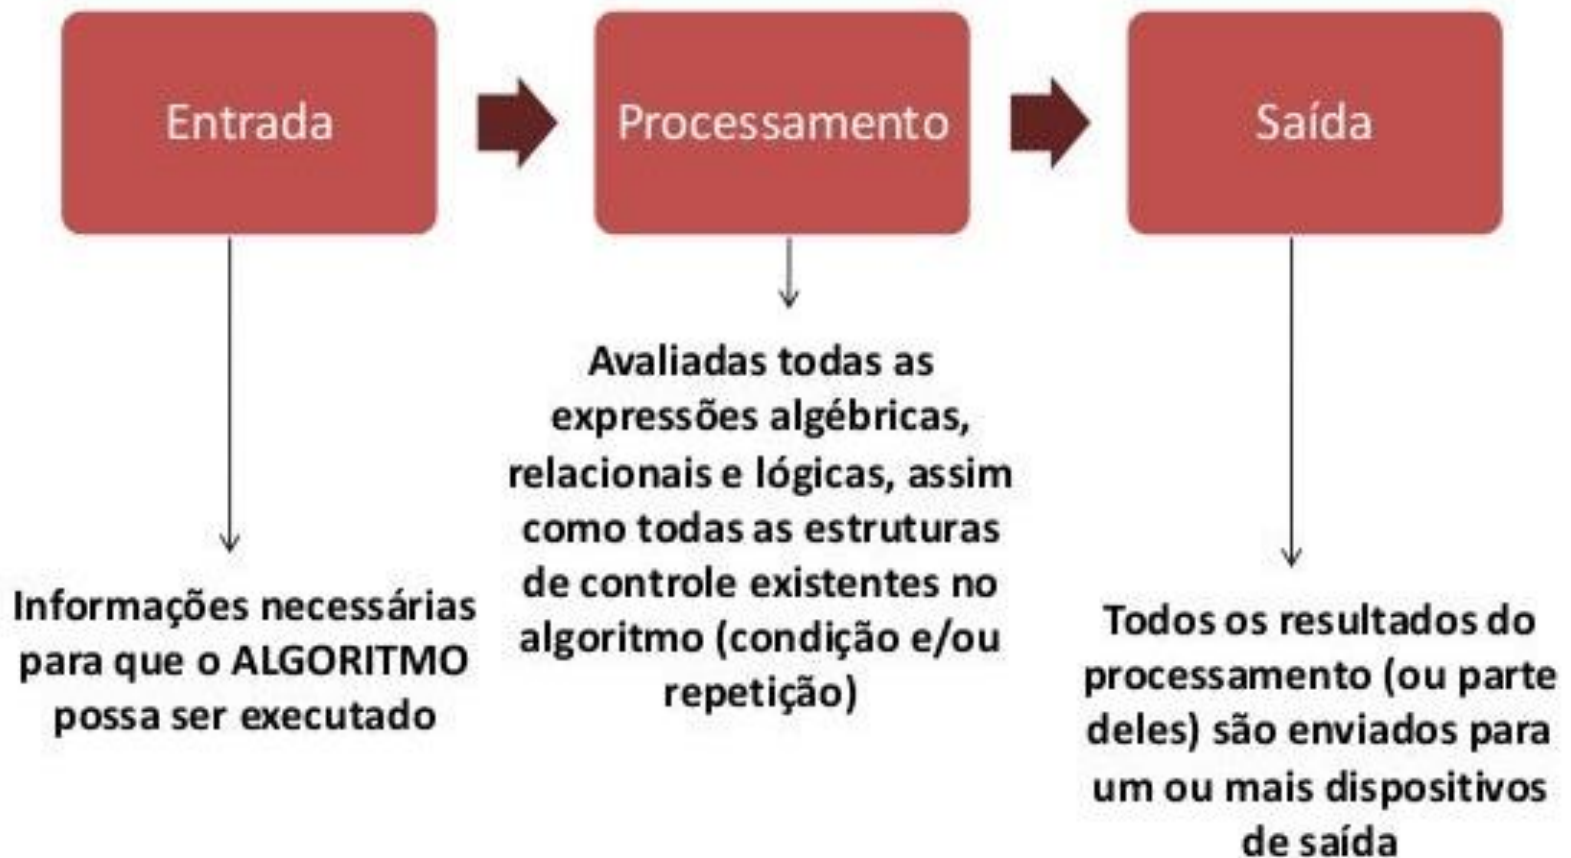 Entrada
Processamento
Saída
Informações necessárias
para que o ALGORITMO
possa ser executado
Avaliadas todas as
expressões algébricas,
relacionais e lógicas, assim
como todas as estruturas
de controle existentes no
algoritmo (condição e/ou
repetição)
Todos os resultados do
processamento (ou parte
deles) são enviados para
um ou mais dispositivos
de saída